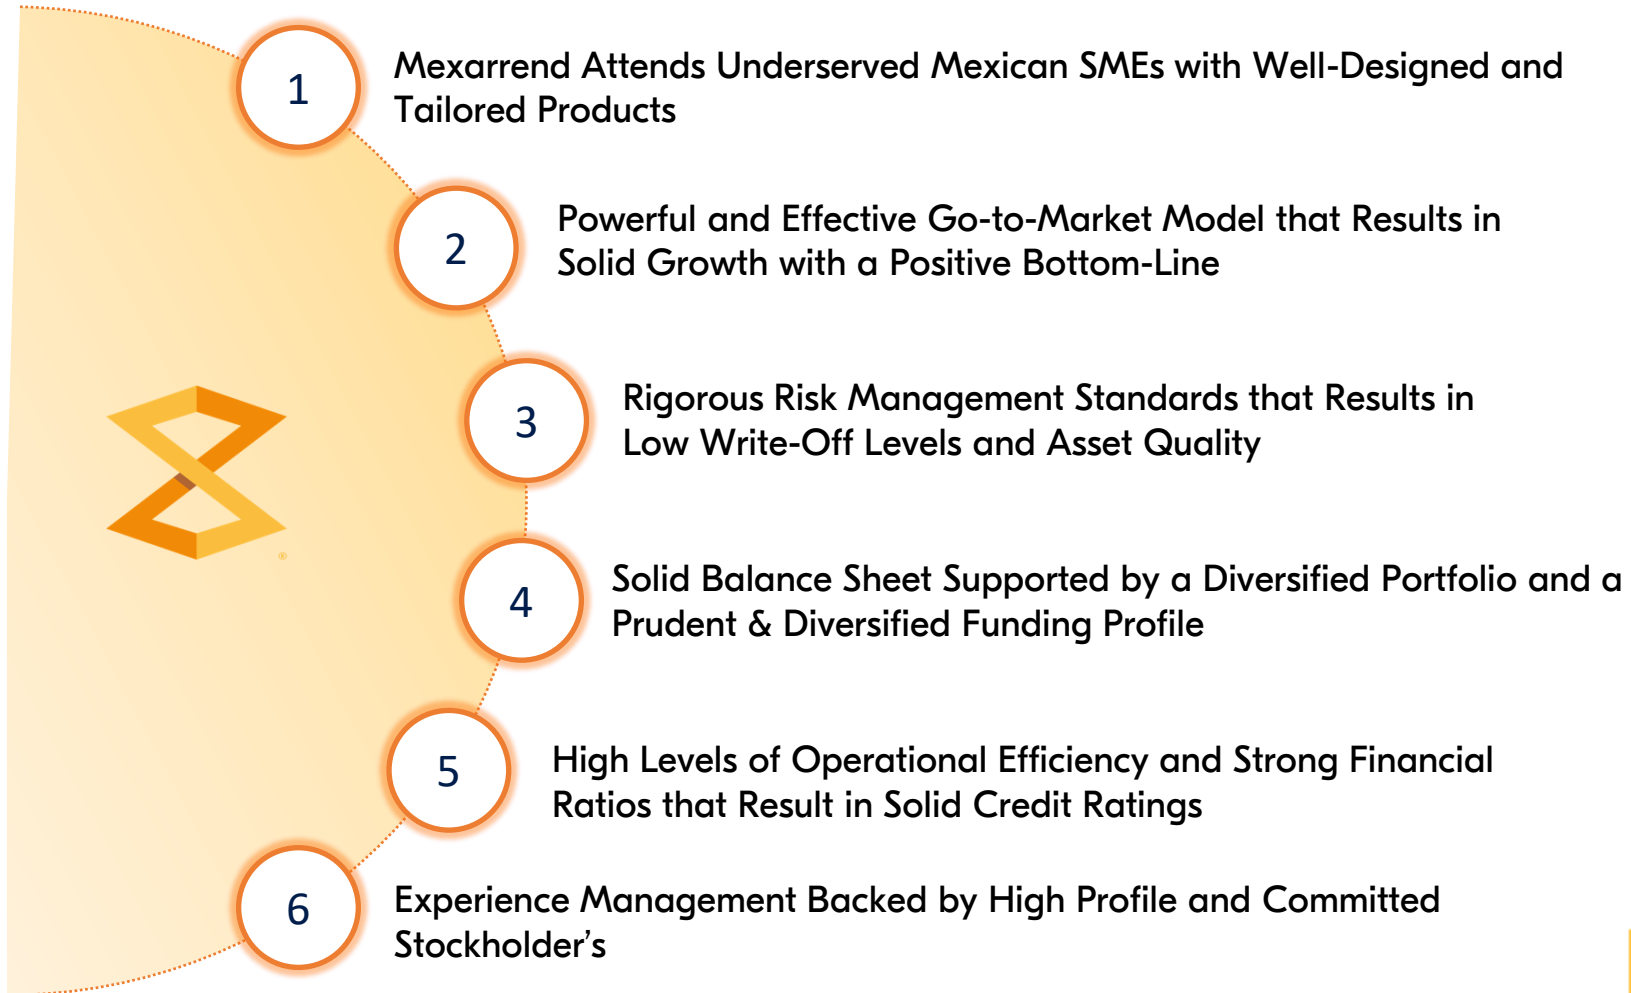 1
Mexarrend Attends Underserved Mexican SMEs with Well-Designed and
Tailored Products
2
Powerful and Effective Go-to-Market Model that Results in
Solid Growth with a Positive Bottom-Line
3
Rigorous Risk Management Standards that Results in
Low Write-Off Levels and Asset Quality
4
Solid Balance Sheet Supported by a Diversified Portfolio and a
Prudent & Diversified Funding Profile
5
High Levels of Operational Efficiency and Strong Financial
Ratios that Result in Solid Credit Ratings
6
Experience Management Backed by High Profile and Committed
Stockholder’s
®